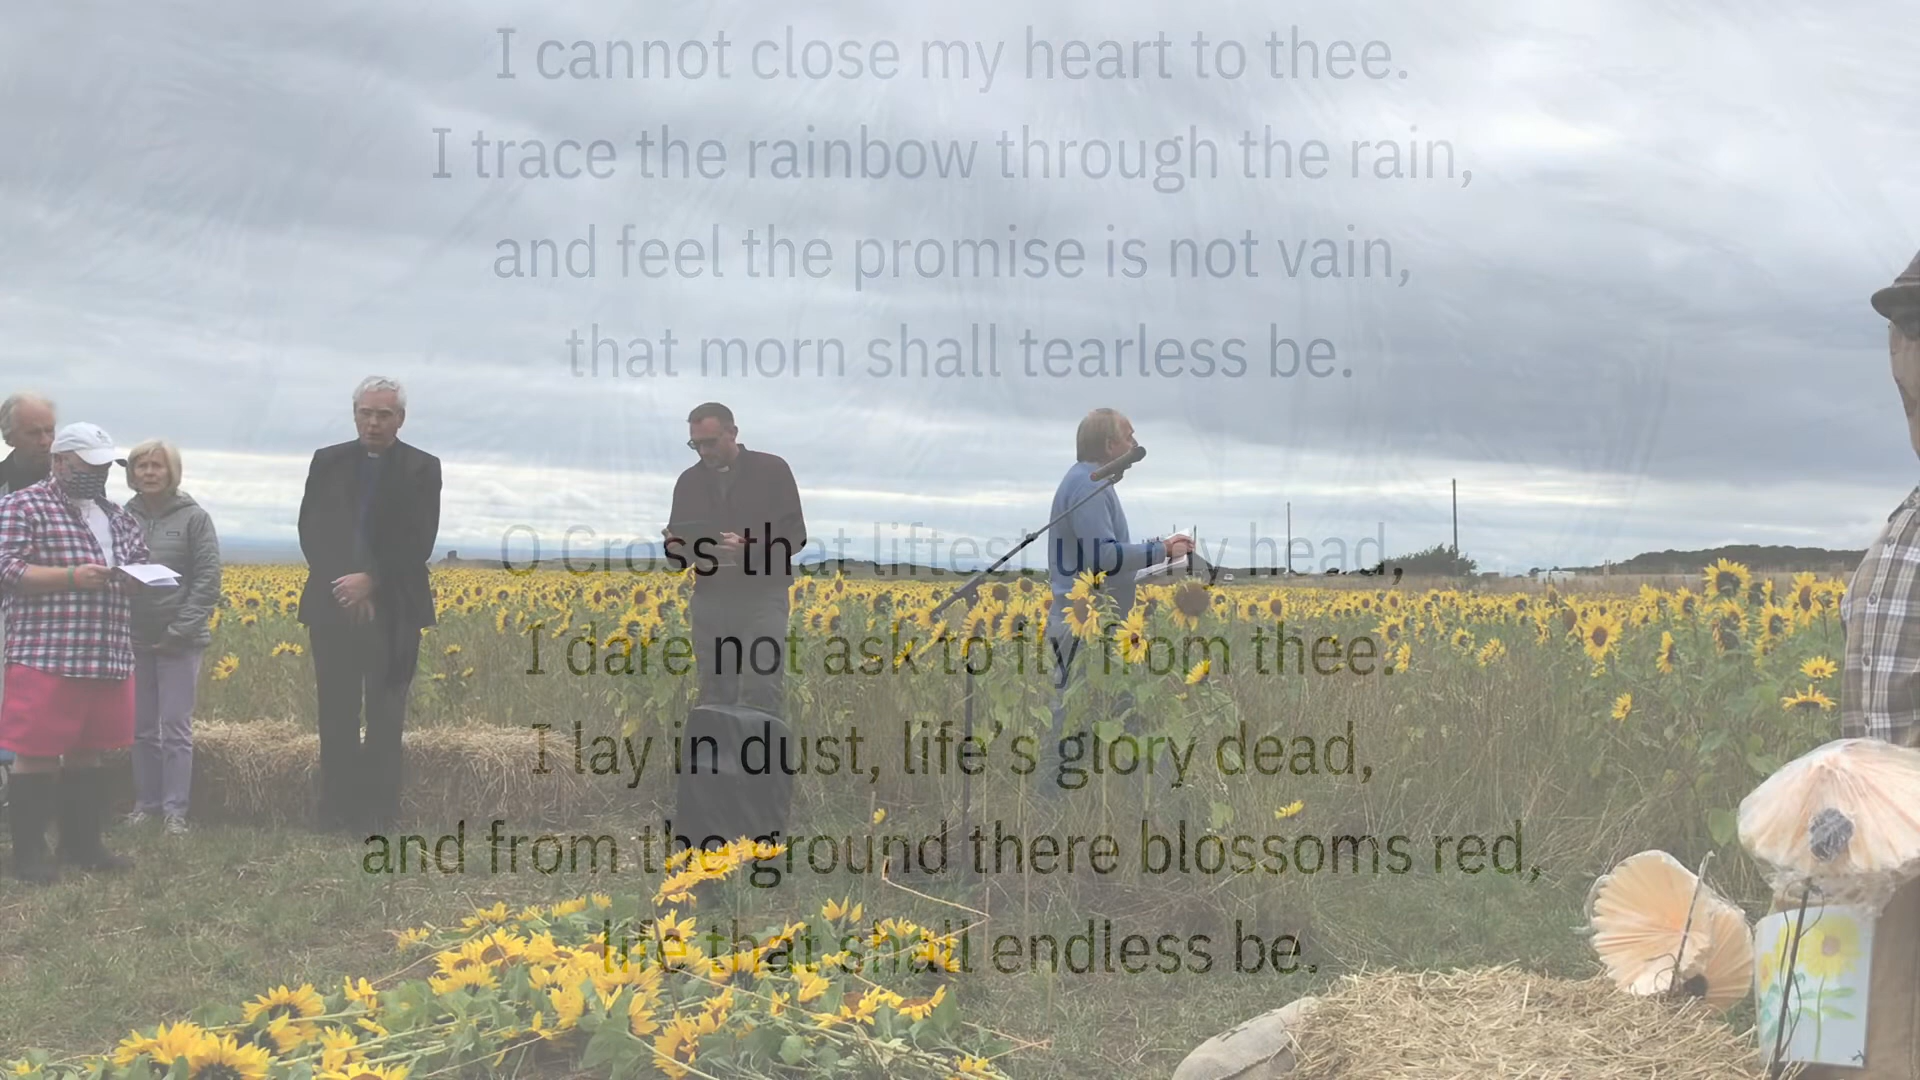 I cannot close my heart to thee.
I trace the rainbow through the rain,
and feel the promise is not vain,
that morn shall tearless be.
O Cross that liftest up my head,
I dare not ask to fly from thee.
I lay in dust, life’s glory dead,
and from the ground there blossoms red,
life that shall endless be.